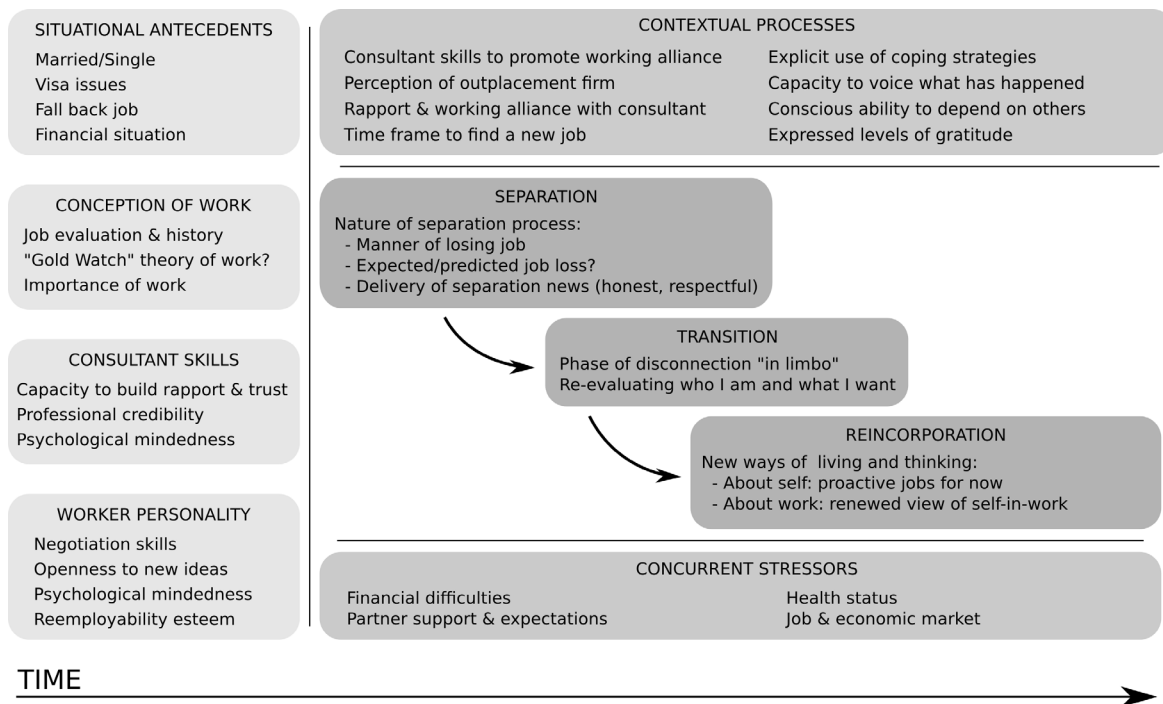 SITUATIONAL ANTECEDENTS
Married/Single
Visa issues
Fall back job
Financial situation
CONCEPTION OF WORK
Job evaluation & history
"Gold Watch" theory of work?
Importance of work
CONSULTANT SKILLS
Capacity to build rapport & trust
Professional credibility
Psychological mindedness
WORKER PERSONALITY
Negotiation skills
Openness to new ideas
Psychological mindedness
Reemployability esteem
CONTEXTUAL PROCESSES
Consultant skills to promote working alliance
Perception of outplacement firm
Rapport & working alliance with consultant
Time frame to find a new job
Explicit use of coping strategies
Capacity to voice what has happened
Conscious ability to depend on others
Expressed levels of gratitude
SEPARATION
Nature of separation process:
- Manner of losing job
- Expected/predicted job loss?
- Delivery of separation news (honest, respectful)
TRANSITION
Phase of disconnection "in limbo"
Re-evaluating who I am and what I want
REINCORPORATION
New ways of  living and thinking:
- About self: proactive jobs for now
- About work: renewed view of self-in-work
CONCURRENT STRESSORS
Financial difficulties
Partner support & expectations
Health status
Job & economic market
TIME